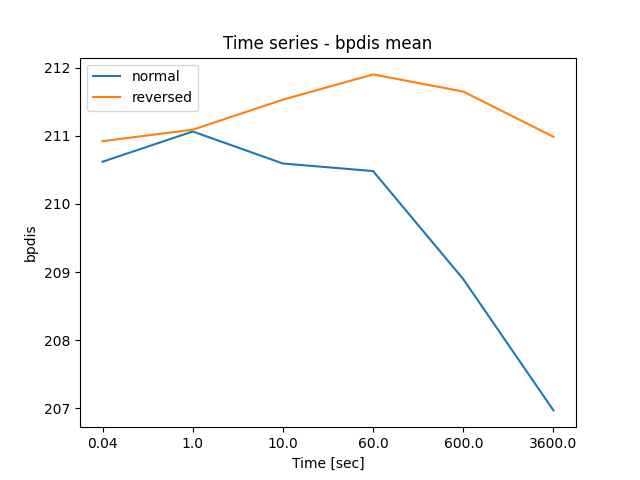 Time series - bpdis mean
normal
reversed
212
211
210
209
208
207
bpdis
0.04 1.0 10.0 60.0 600.0 3600.0
Time [sec]